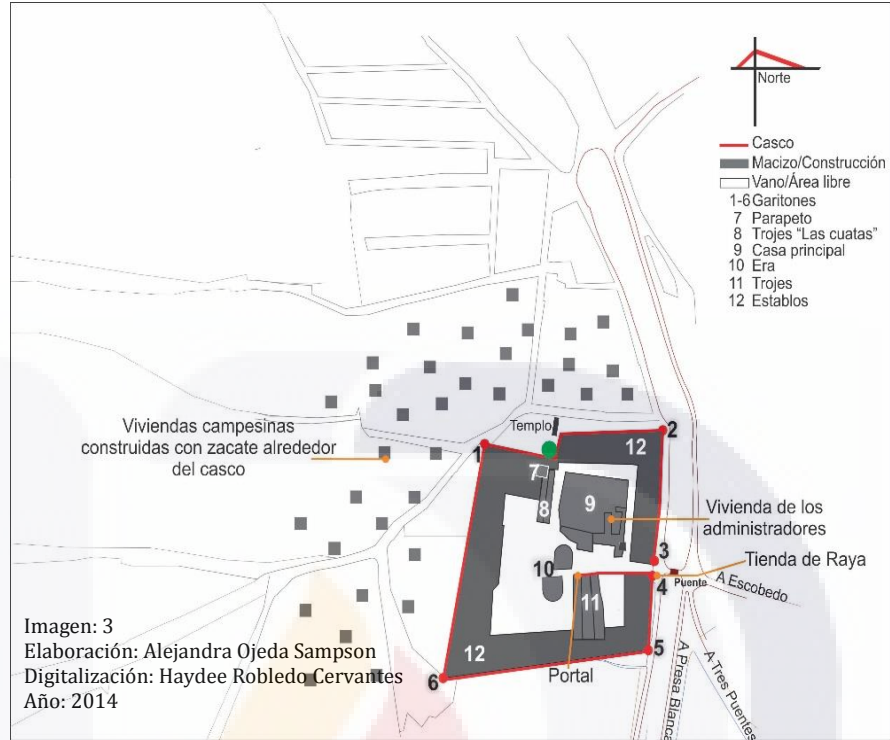 Norte
Casco
Macizo/Construcción
Vano/Área libre
1-6 Garitones
7 Parapeto
8 Trojes “Las cuatas”
9 Casa principal
10 Era
11 Trojes
12 Establos
Templo
1
2
12
7
8
9
Viviendas campesinas
construidas con zacate alrededor
del casco
Vivienda de los
administradores
3
Tienda de Raya
10
4
Puente
A Escobedo
11
5
12
6
Portal
A Presa Blanca
A Tres Puentes
Imagen: 3
Elaboración: Alejandra Ojeda Sampson
Digitalización: Haydee Robledo Cervantes
Año: 2014